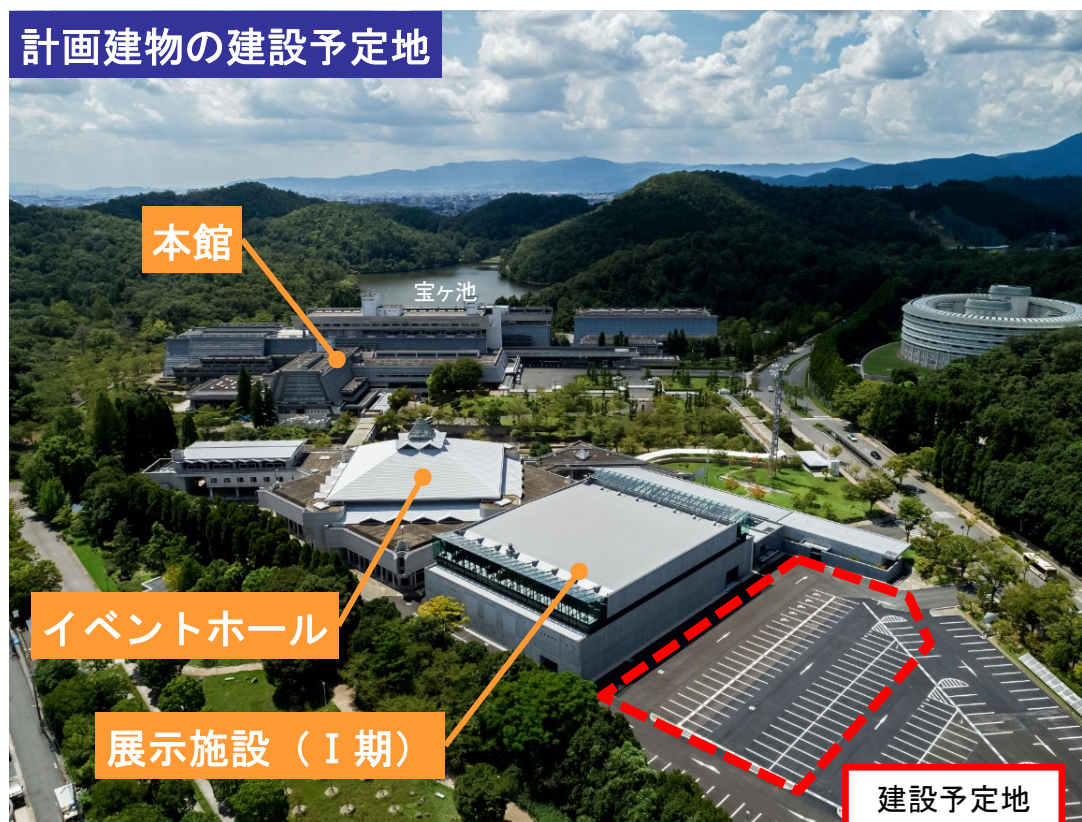 計画建物の建設予定地
本館
宝ヶ池
イベントホール
展示施設（Ⅰ期）
建設予定地